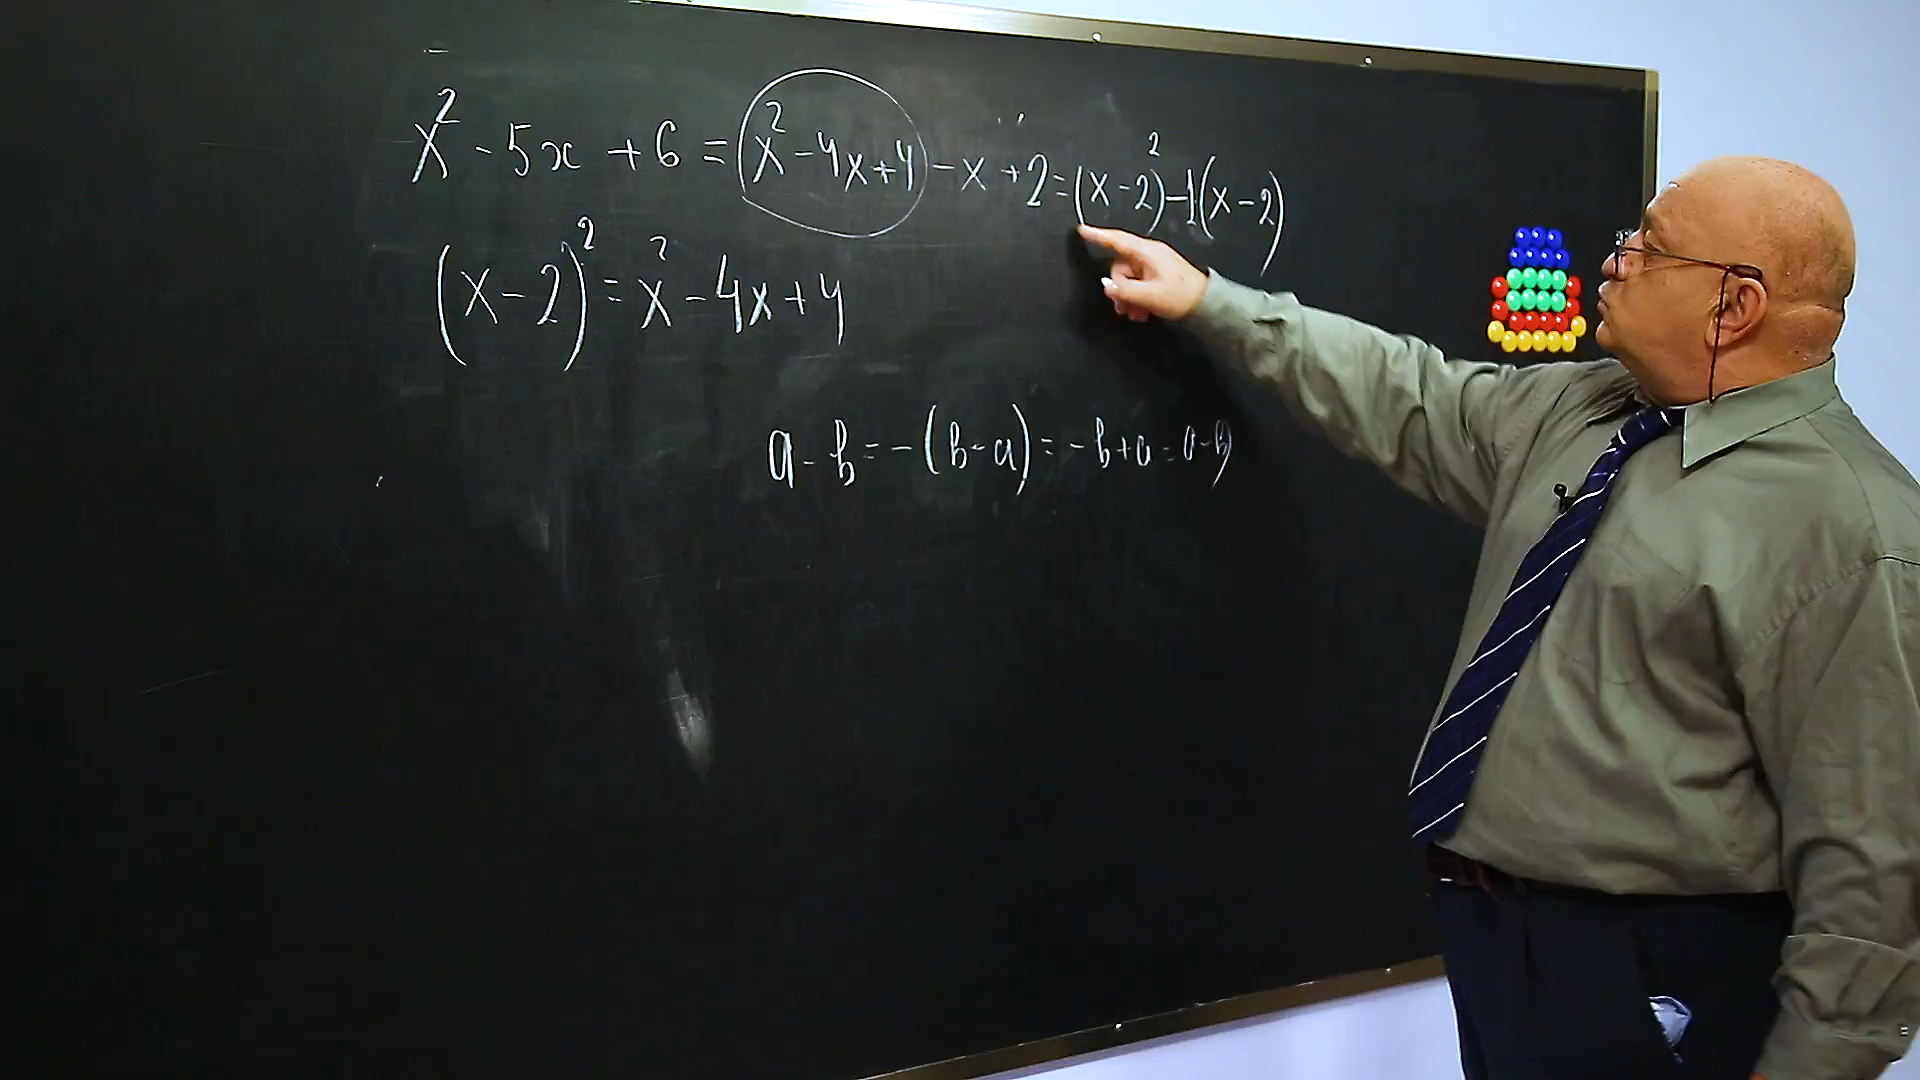 x² - 5x + 6 = (x² - 4x + 4) - x + 2 = (x - 2)² - 1(x - 2)
(x - 2)² = x² - 4x + 4
a - b = -(b - a) = -b + a = a - b)